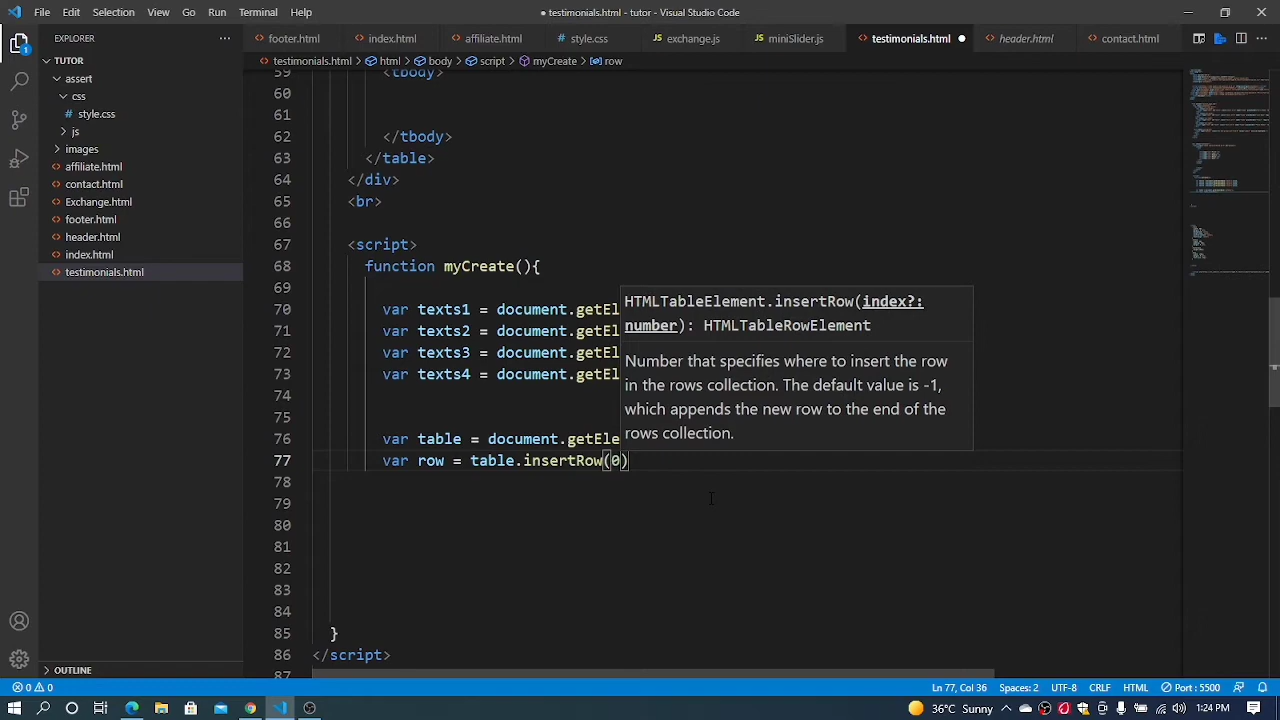 File Edit Selection View Go Run Terminal Help
● testimonials.html - tutor - Visual Studio Code
1
EXPLORER ···
footer.html index.html affiliate.html style.css exchange.js miniSlider.js testimonials.html header.html contact.html
TUTOR
testimonials.html > html > body > script > myCreate > row
assert
css
style.css
js
images
affiliate.html
contact.html
Exchang_e.html
footer.html
header.html
index.html
testimonials.html
OUTLINE
59 <tbody>
60
61
62 </tbody>
63 </table>
64 </div>
65 <br>
66
67 <script>
68 function myCreate(){
69
70 var texts1 = document.getEl
71 var texts2 = document.getEl
72 var texts3 = document.getEl
73 var texts4 = document.getEl
74
75
76 var table = document.getEle
77 var row = table.insertRow(0)
78
79
80
81
82
83
84
85 }
86 </script>
87
HTMLTableElement.insertRow(index?:
number): HTMLTableRowElement
Number that specifies where to insert the row
in the rows collection. The default value is -1,
which appends the new row to the end of the
rows collection.
0 0 Ln 77, Col 36 Spaces: 2 UTF-8 CRLF HTML Port : 5500
36°C Sunny 1:24 PM